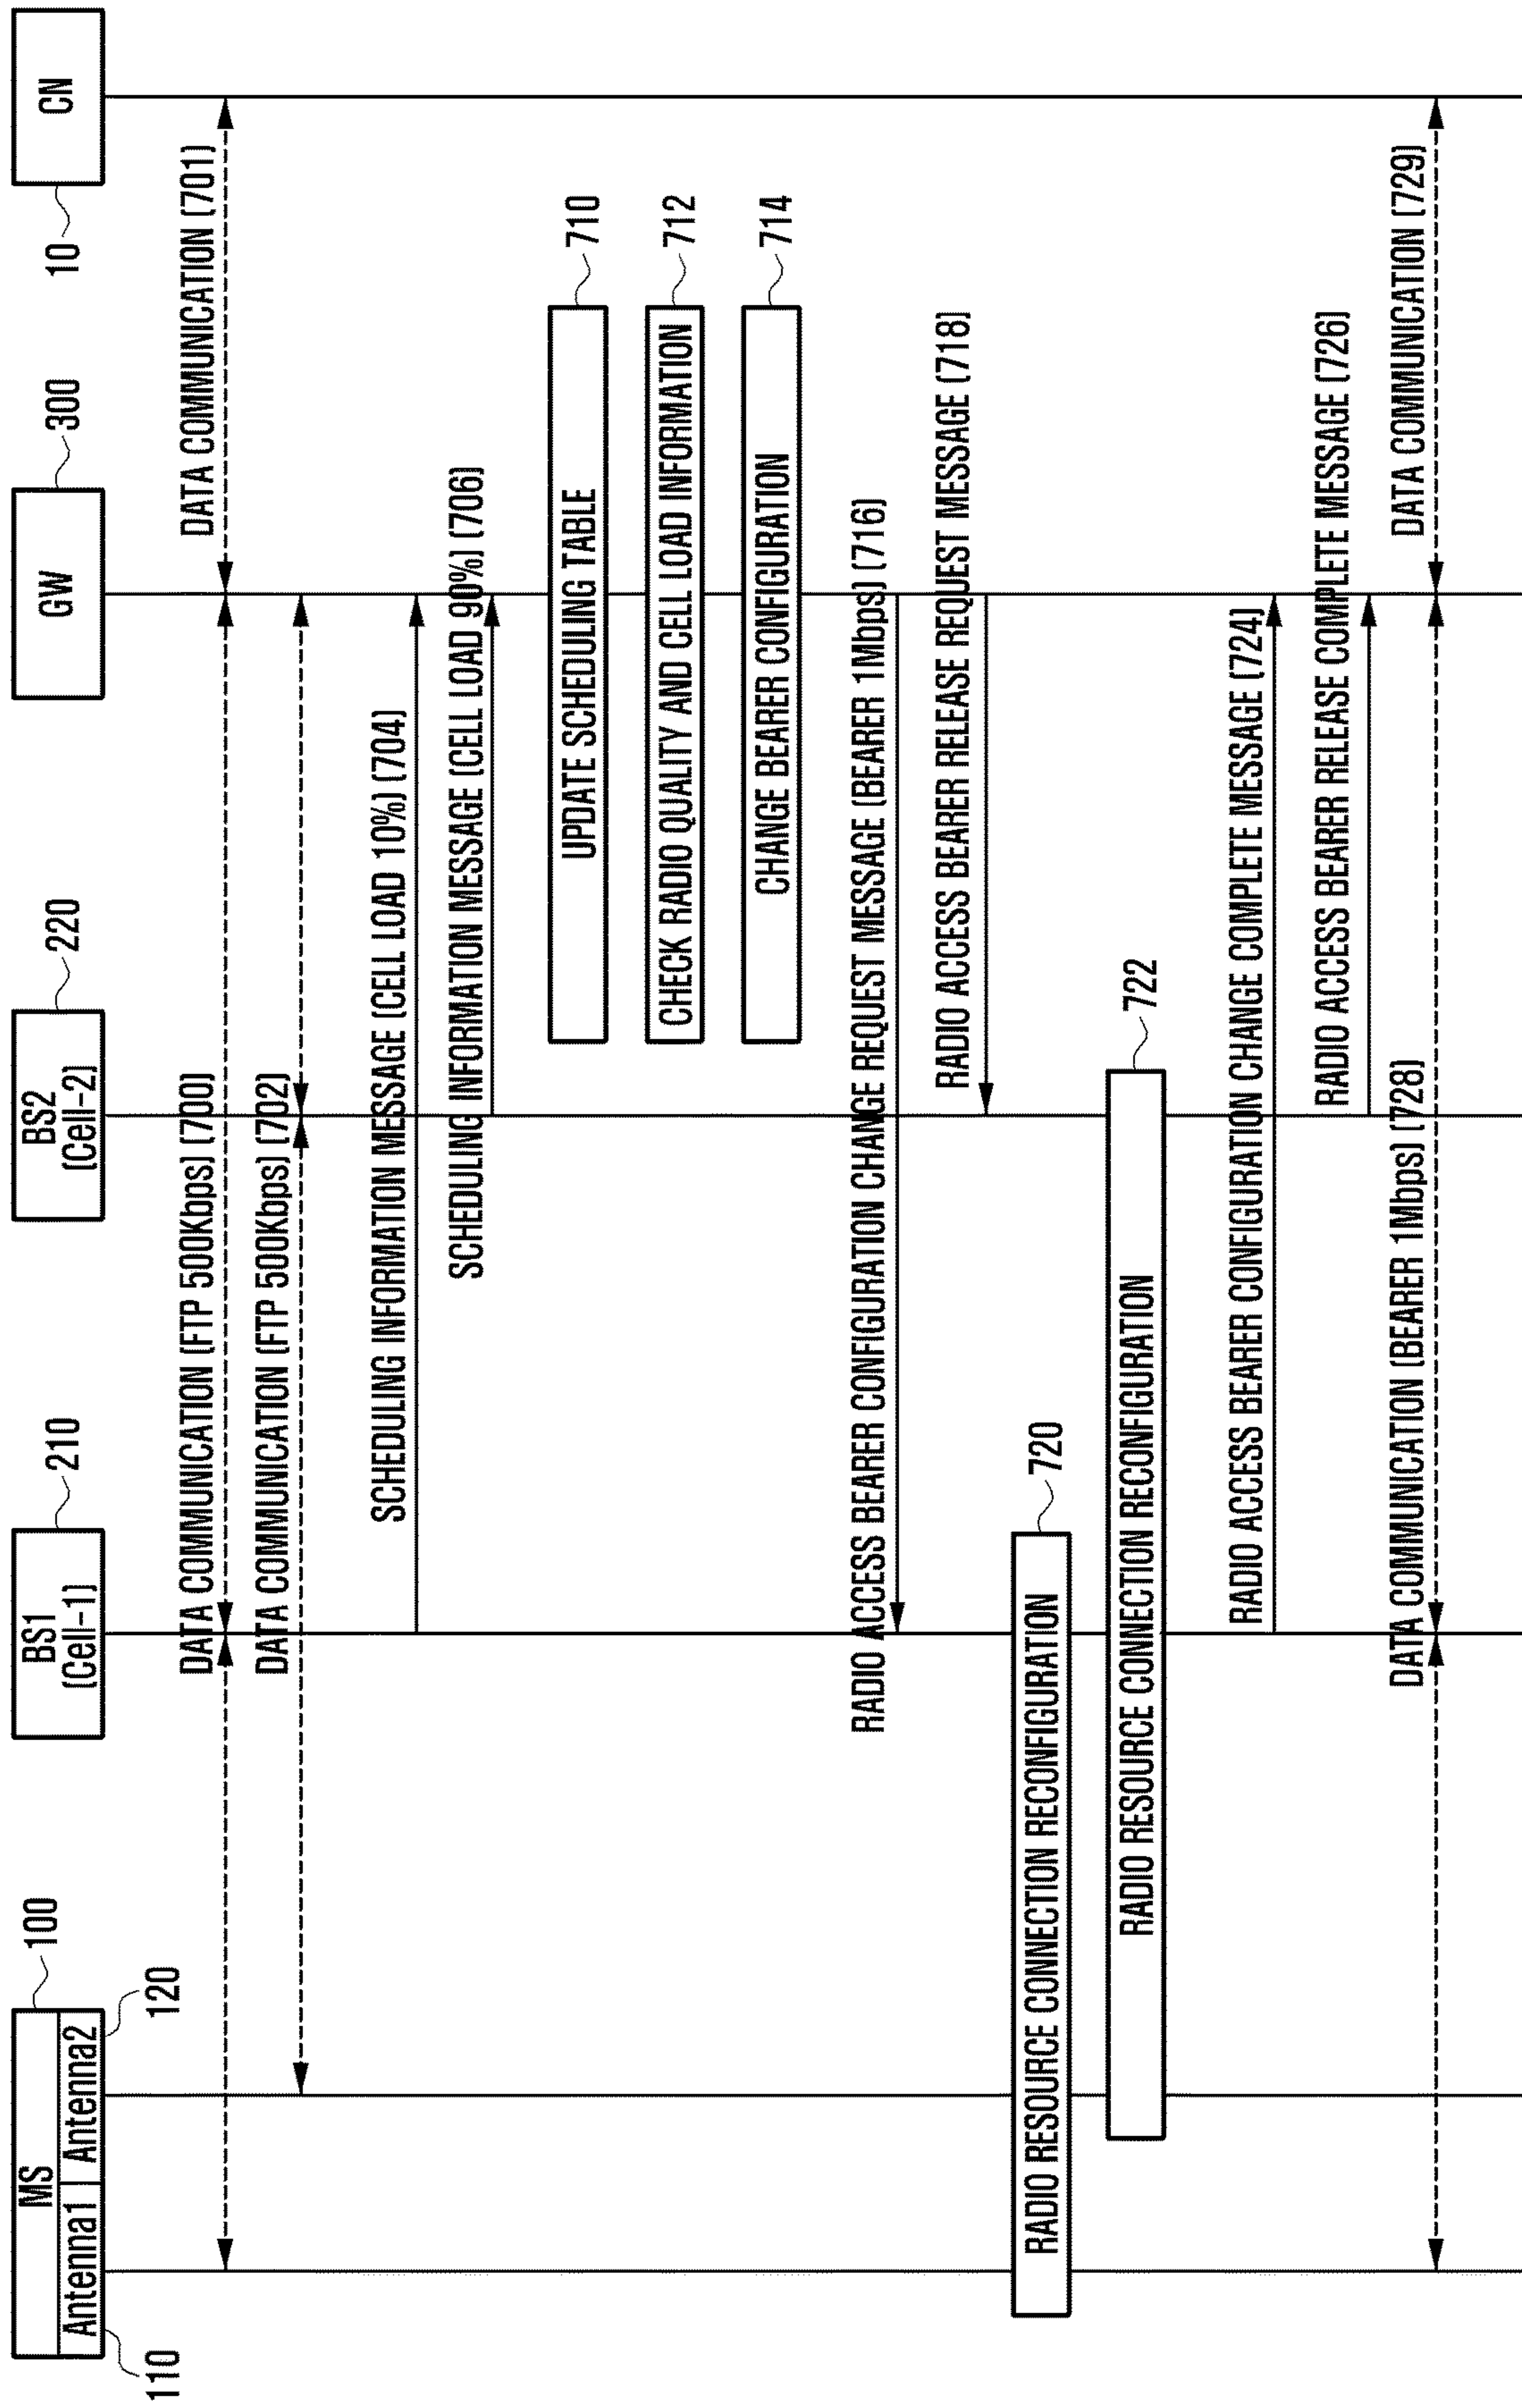 MS
100
Antenna1
Antenna2
110
120
BS1
(Cell-1)
210
BS2
(Cell-2)
220
GW
300
CN
10
DATA COMMUNICATION (FTP 500Kbps) (700)
DATA COMMUNICATION (701)
DATA COMMUNICATION (FTP 500Kbps) (702)
SCHEDULING INFORMATION MESSAGE (CELL LOAD 10%) (704)
SCHEDULING INFORMATION MESSAGE (CELL LOAD 90%) (706)
UPDATE SCHEDULING TABLE
710
CHECK RADIO QUALITY AND CELL LOAD INFORMATION
712
CHANGE BEARER CONFIGURATION
714
RADIO ACCESS BEARER CONFIGURATION CHANGE REQUEST MESSAGE (BEARER 1Mbps) (716)
RADIO ACCESS BEARER RELEASE REQUEST MESSAGE (718)
RADIO RESOURCE CONNECTION RECONFIGURATION
720
RADIO RESOURCE CONNECTION RECONFIGURATION
722
RADIO ACCESS BEARER CONFIGURATION CHANGE COMPLETE MESSAGE (724)
RADIO ACCESS BEARER RELEASE COMPLETE MESSAGE (726)
DATA COMMUNICATION (BEARER 1Mbps) (728)
DATA COMMUNICATION (729)